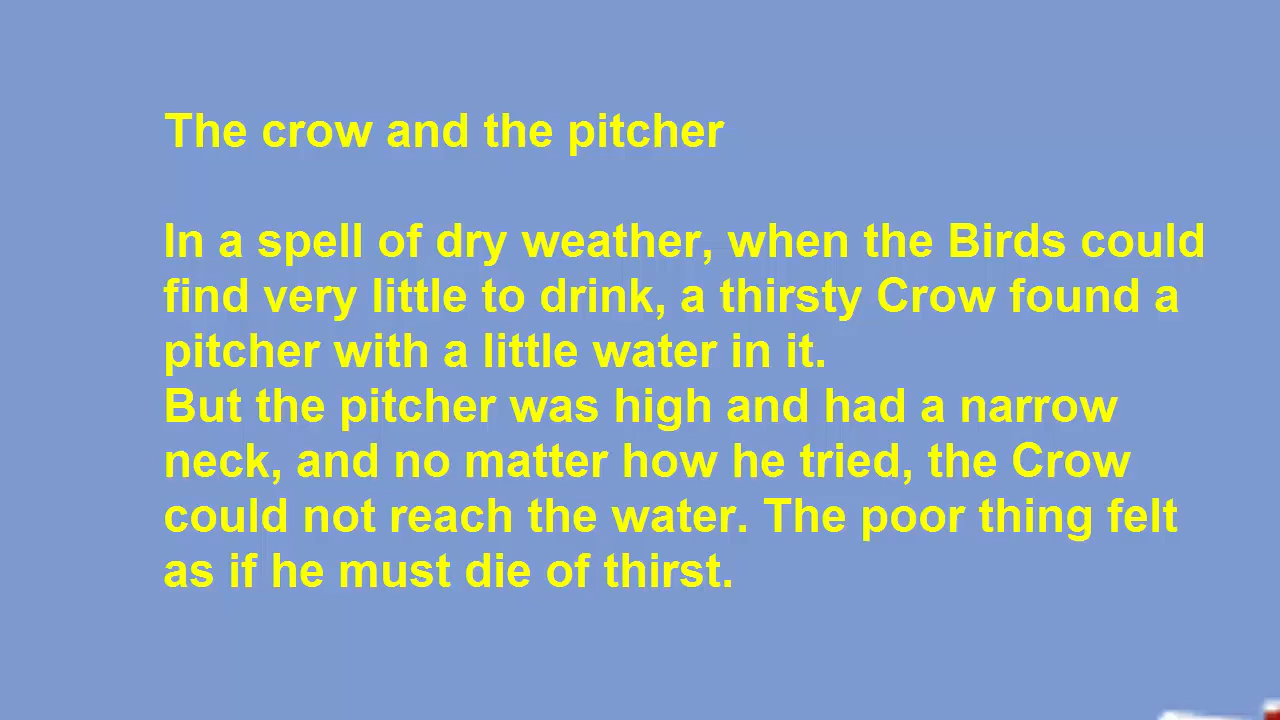 The crow and the pitcher
In a spell of dry weather, when the Birds could
find very little to drink, a thirsty Crow found a
pitcher with a little water in it.
But the pitcher was high and had a narrow
neck, and no matter how he tried, the Crow
could not reach the water. The poor thing felt
as if he must die of thirst.